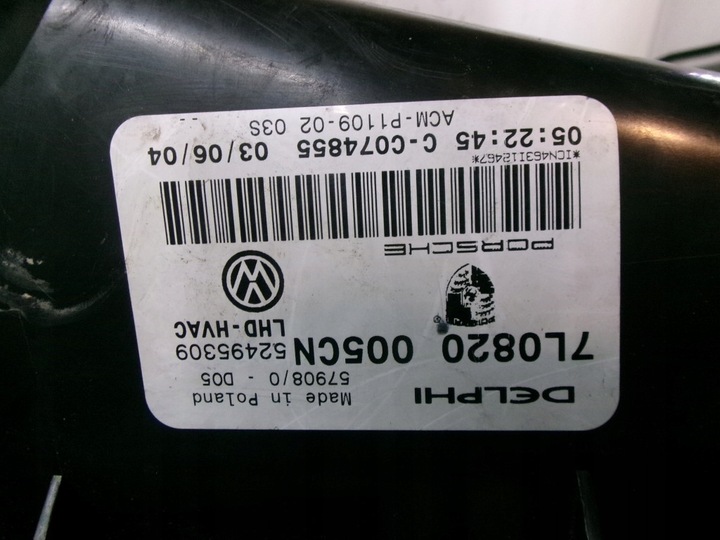 DELPHI
Made in Poland
57908/0 - D05
7L0820 005CN
52495309
LHD-HVAC
PORSCHE
*ICN463I12467*
05:22:45 C-C074855 03/06/04
ACM-P1109-02 03S